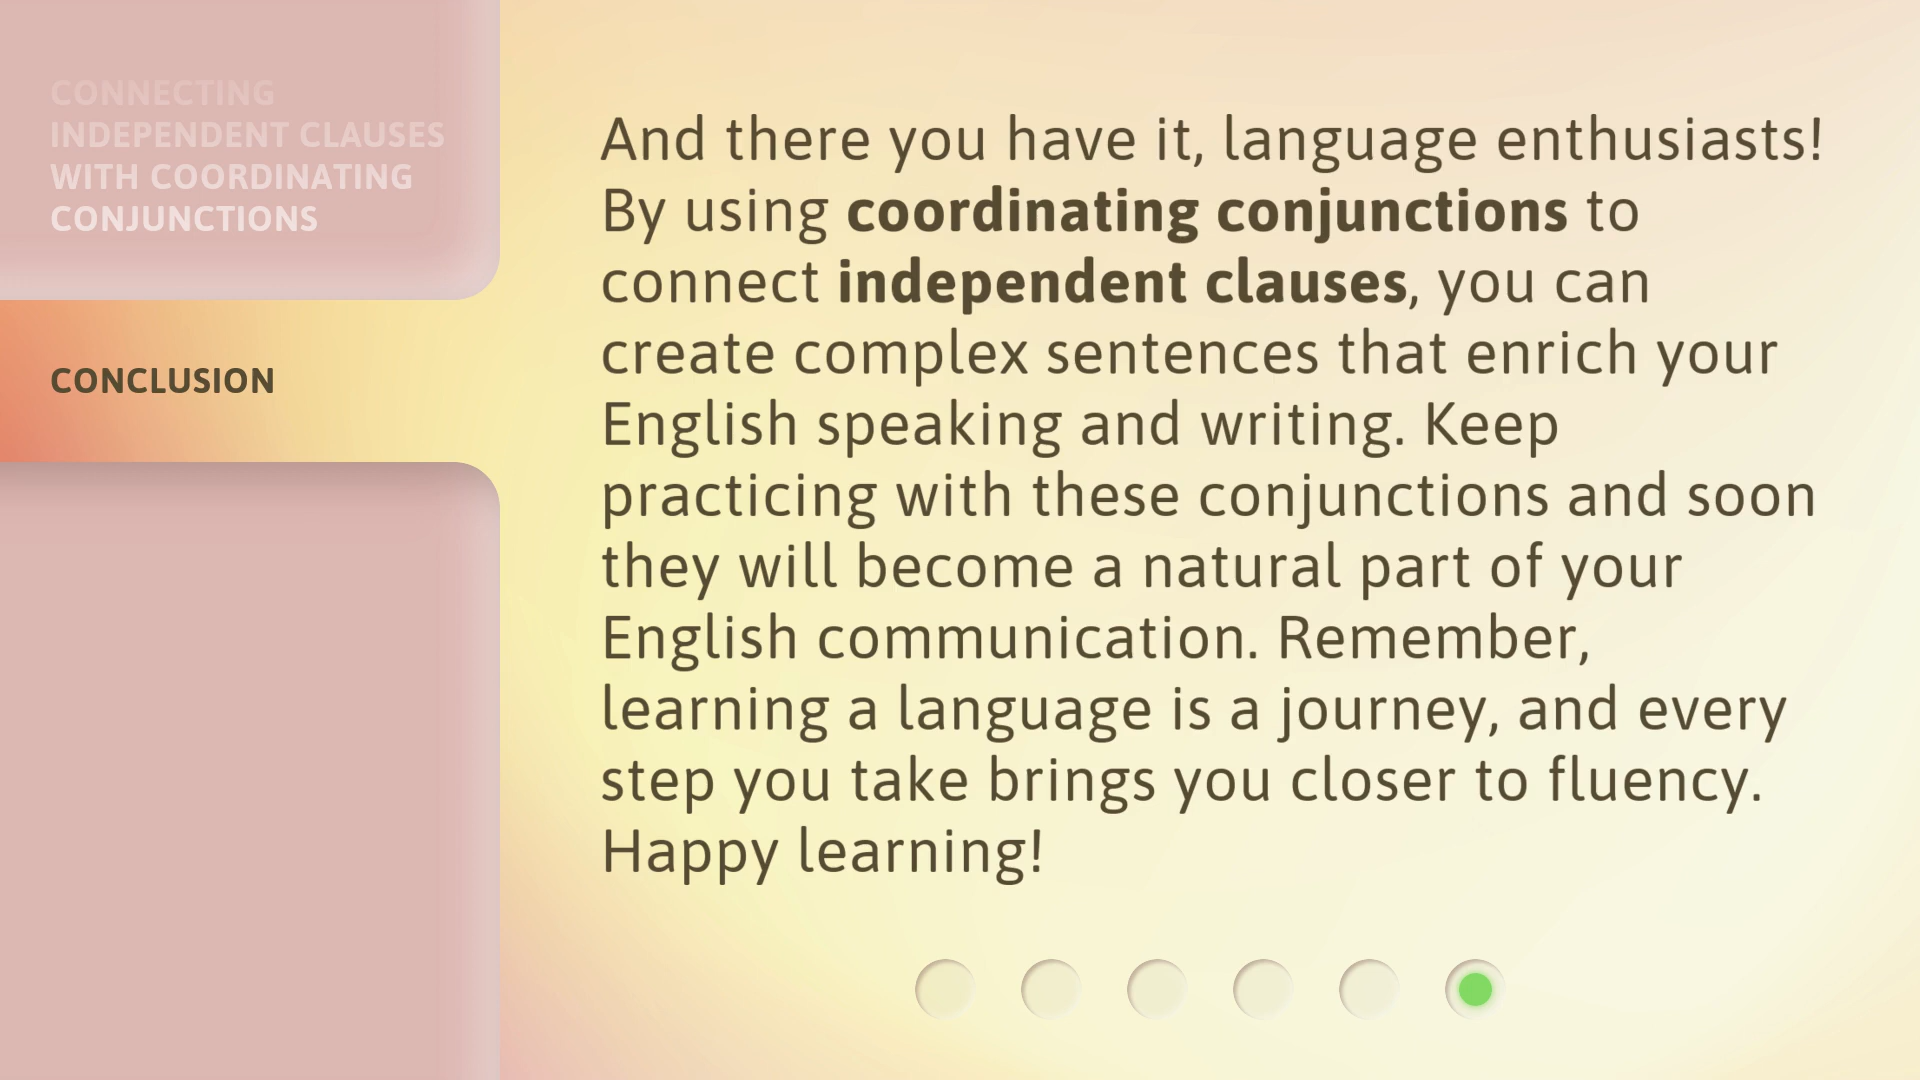 CONNECTING
INDEPENDENT CLAUSES
WITH COORDINATING
CONJUNCTIONS
CONCLUSION
And there you have it, language enthusiasts!
By using coordinating conjunctions to
connect independent clauses, you can
create complex sentences that enrich your
English speaking and writing. Keep
practicing with these conjunctions and soon
they will become a natural part of your
English communication. Remember,
learning a language is a journey, and every
step you take brings you closer to fluency.
Happy learning!